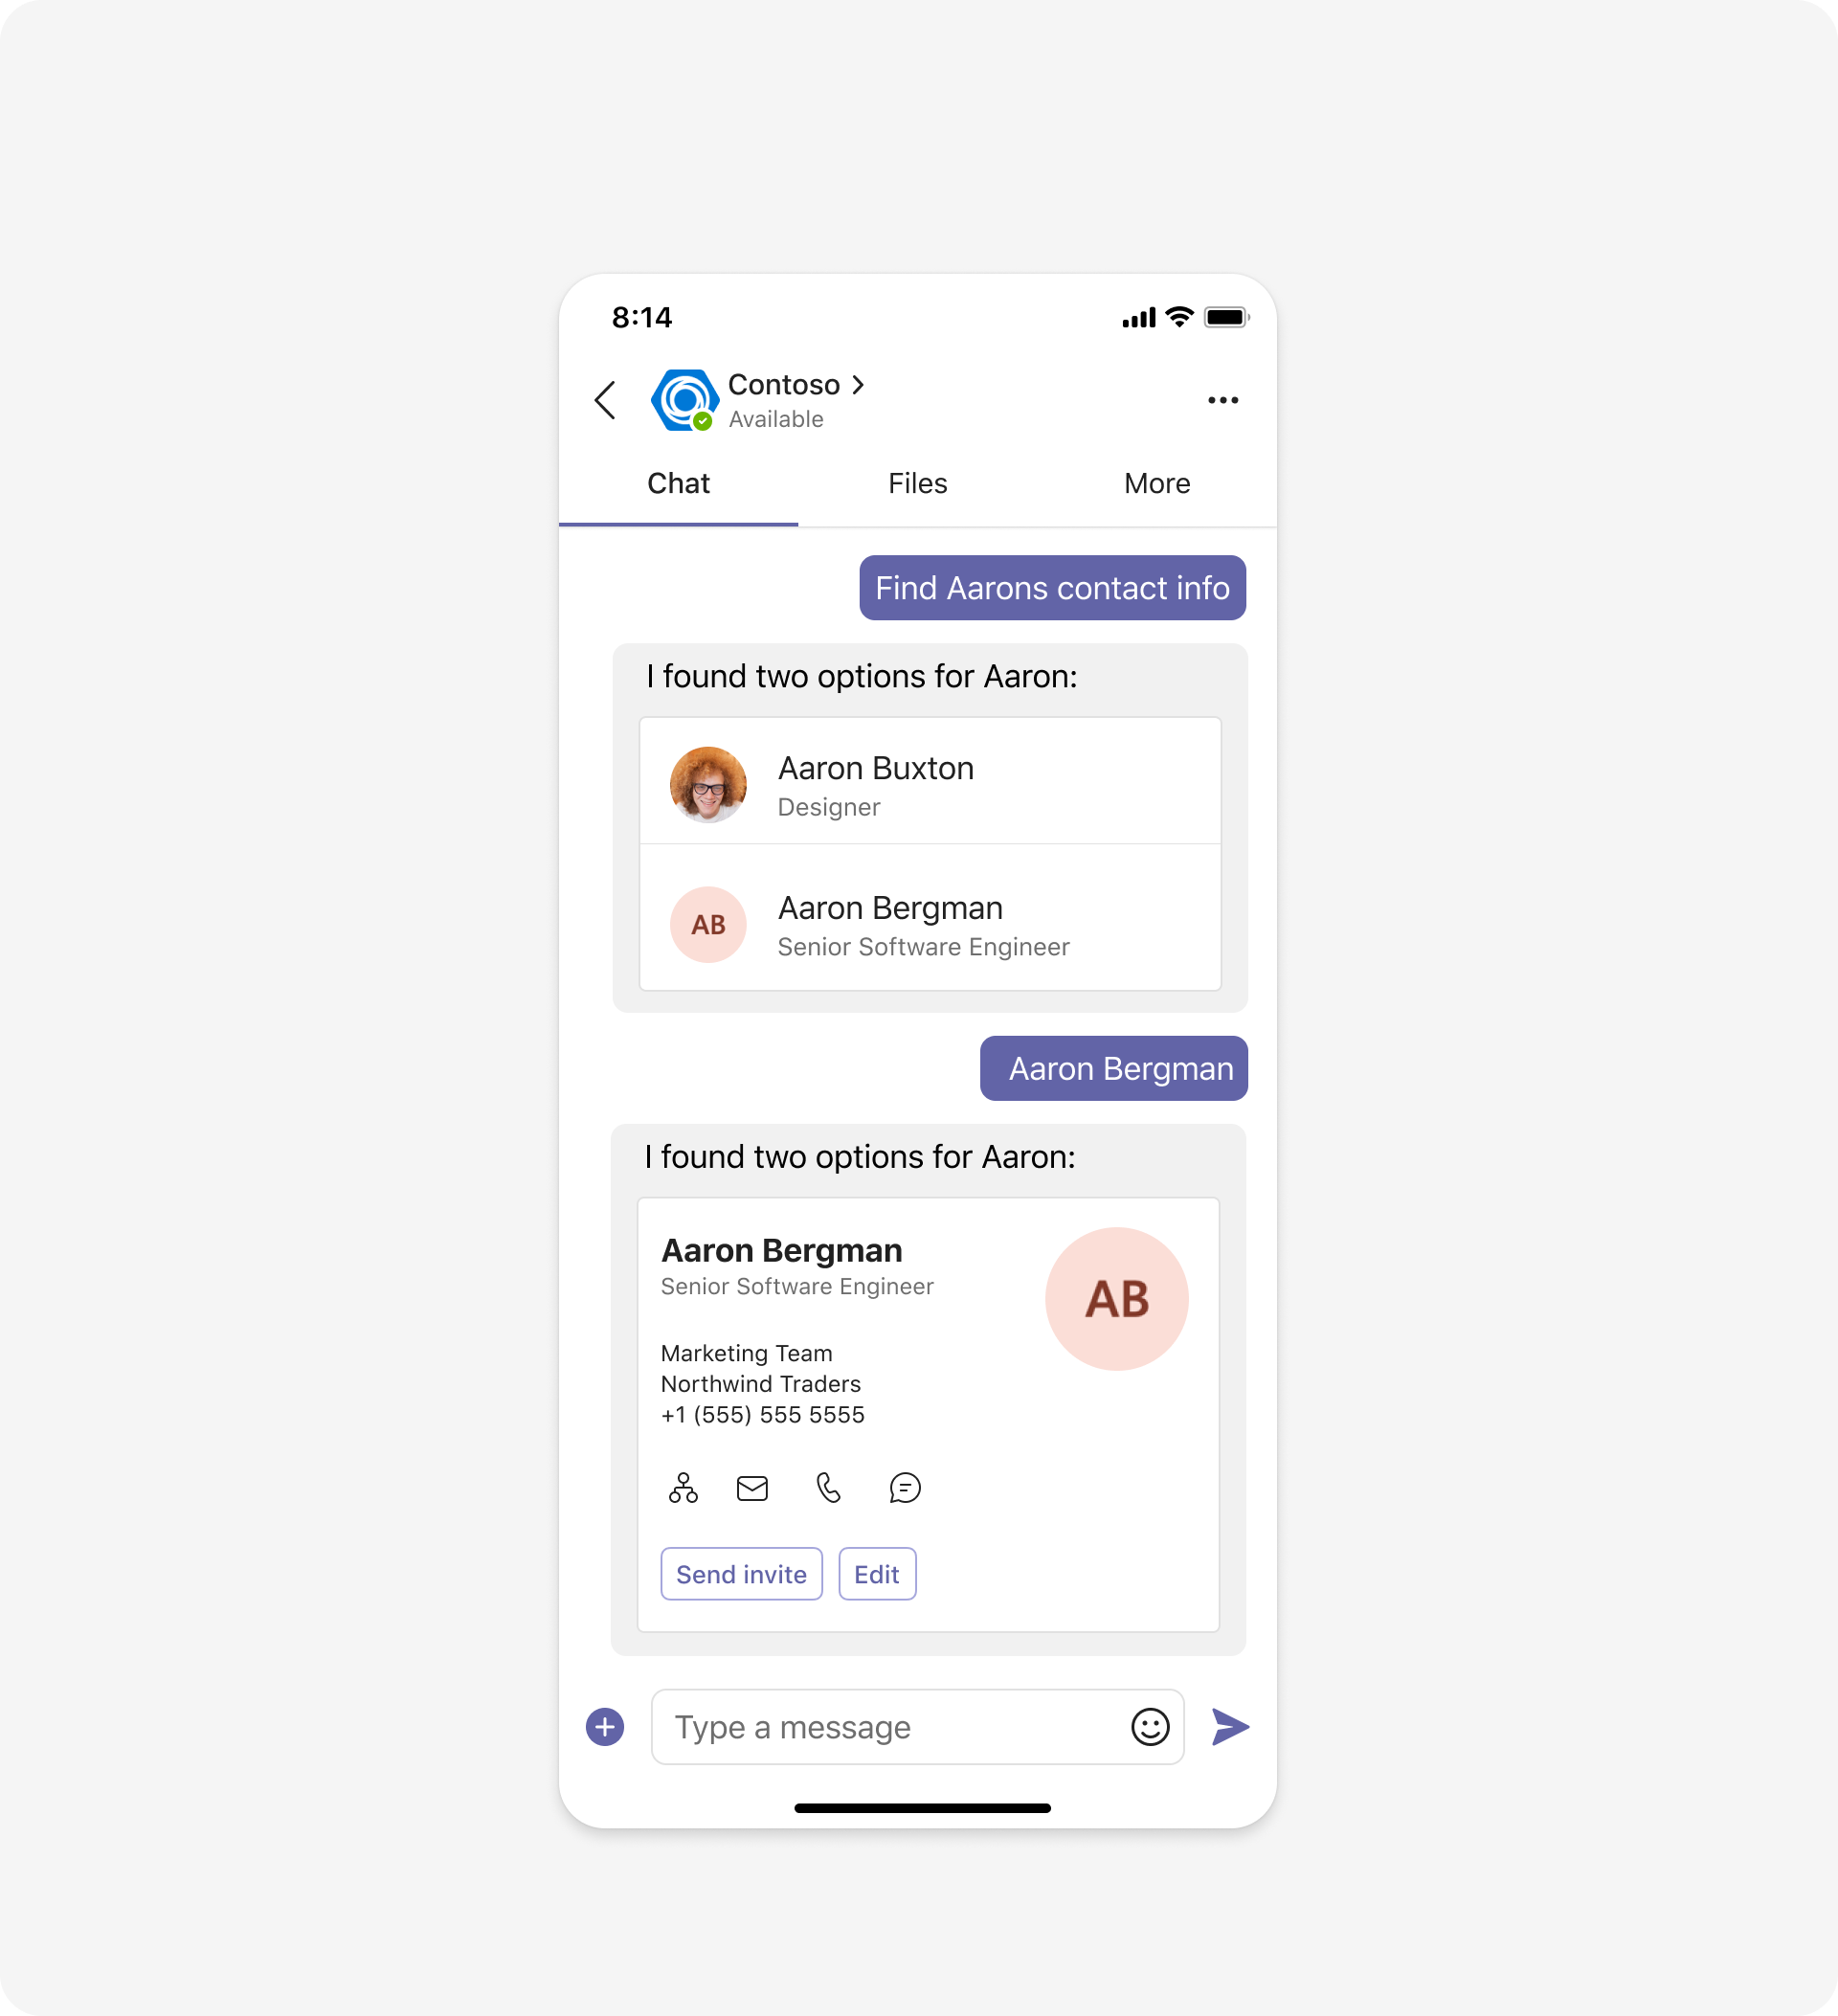 8:14
Contoso
Available
Chat Files More
Find Aarons contact info
I found two options for Aaron:
Aaron Buxton
Designer
AB
Aaron Bergman
Senior Software Engineer
Aaron Bergman
I found two options for Aaron:
Aaron Bergman
Senior Software Engineer
AB
Marketing Team
Northwind Traders
+1 (555) 555 5555
Send invite Edit
Type a message